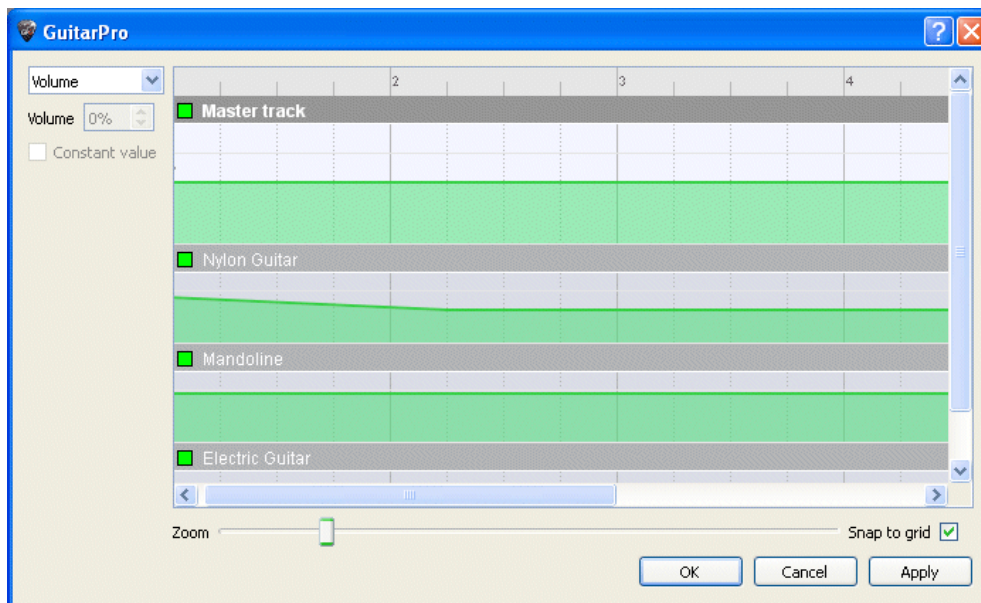 GuitarPro
Volume
2 3 4
Volume 0%
Constant value
Master track
Nylon Guitar
Mandoline
Electric Guitar
Zoom
Snap to grid
OK Cancel Apply